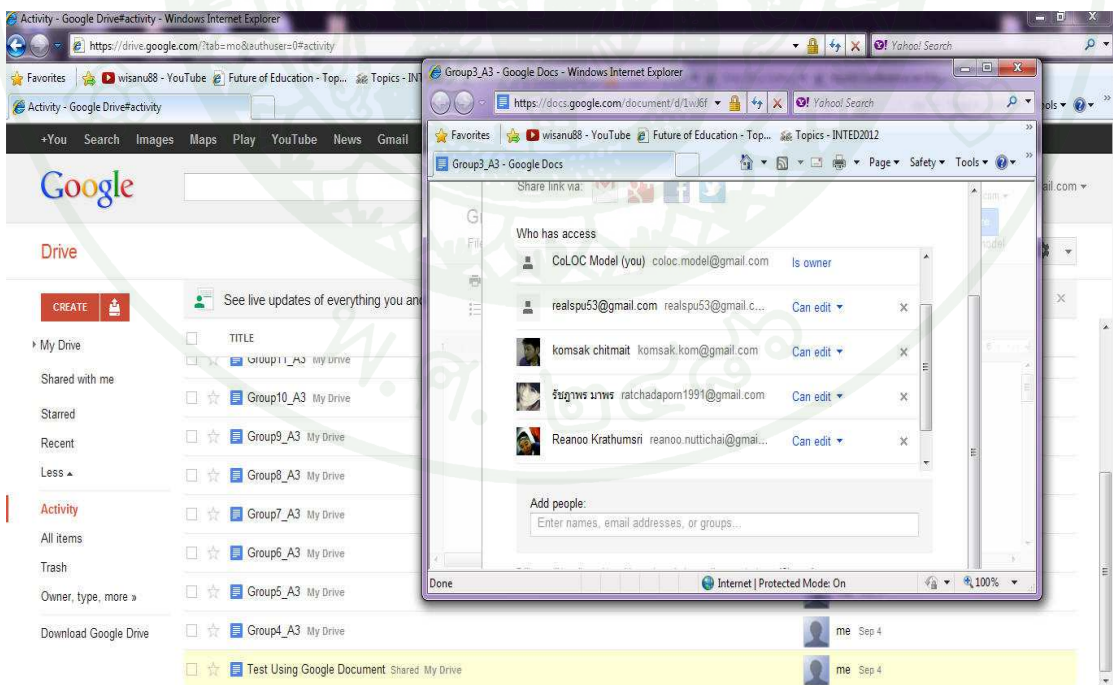 Activity - Google Drive#activity - Windows Internet Explorer
https://drive.google.com/?tab=mo&authuser=0#activity
Yahoo! Search
Favorites wisanu88 - YouTube Future of Education - Top... Topics - INT
Activity - Google Drive#activity
+You Search Images Maps Play YouTube News Gmail
Google
ail.com
Drive
CREATE
See live updates of everything you an
My Drive
Shared with me
Starred
Recent
Less
Activity
All items
Trash
Owner, type, more »
Download Google Drive
TITLE
Group11_A3 My Drive
Group10_A3 My Drive
Group9_A3 My Drive
Group8_A3 My Drive
Group7_A3 My Drive
Group6_A3 My Drive
Group5_A3 My Drive
Group4_A3 My Drive me Sep 4
Test Using Google Document Shared My Drive me Sep 4
Group3_A3 - Google Docs - Windows Internet Explorer
https://docs.google.com/document/d/1wJ6f
Yahoo! Search
Favorites wisanu88 - YouTube Future of Education - Top... Topics - INTED2012
Group3_A3 - Google Docs
Page Safety Tools
Share link via:
Who has access
CoLOC Model (you) coloc.model@gmail.com Is owner
realspu53@gmail.com realspu53@gmail.c... Can edit
komsak chitmait komsak.kom@gmail.com Can edit
รัชฎาพร มาพร ratchadaporn1991@gmail.com Can edit
Reanoo Krathumsri reanoo.nuttichai@gmai... Can edit
Add people:
Enter names, email addresses, or groups...
Done
Internet | Protected Mode: On
100%
พ.ศ. ๒๔๘๖